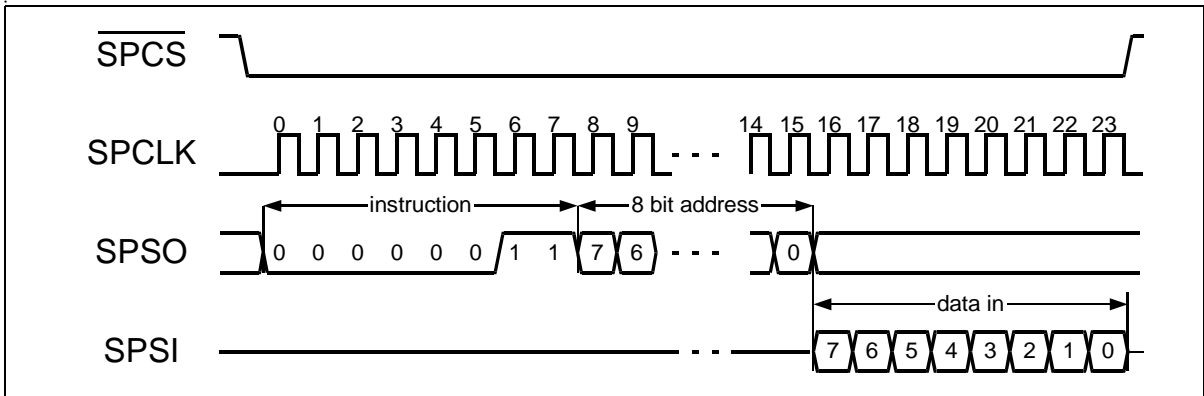 SPCS
0 1 2 3 4 5 6 7 8 9 14 15 16 17 18 19 20 21 22 23
SPCLK
instruction 8 bit address
SPSO 0 0 0 0 0 0 1 1 7 6 0
data in
SPSI 7 6 5 4 3 2 1 0